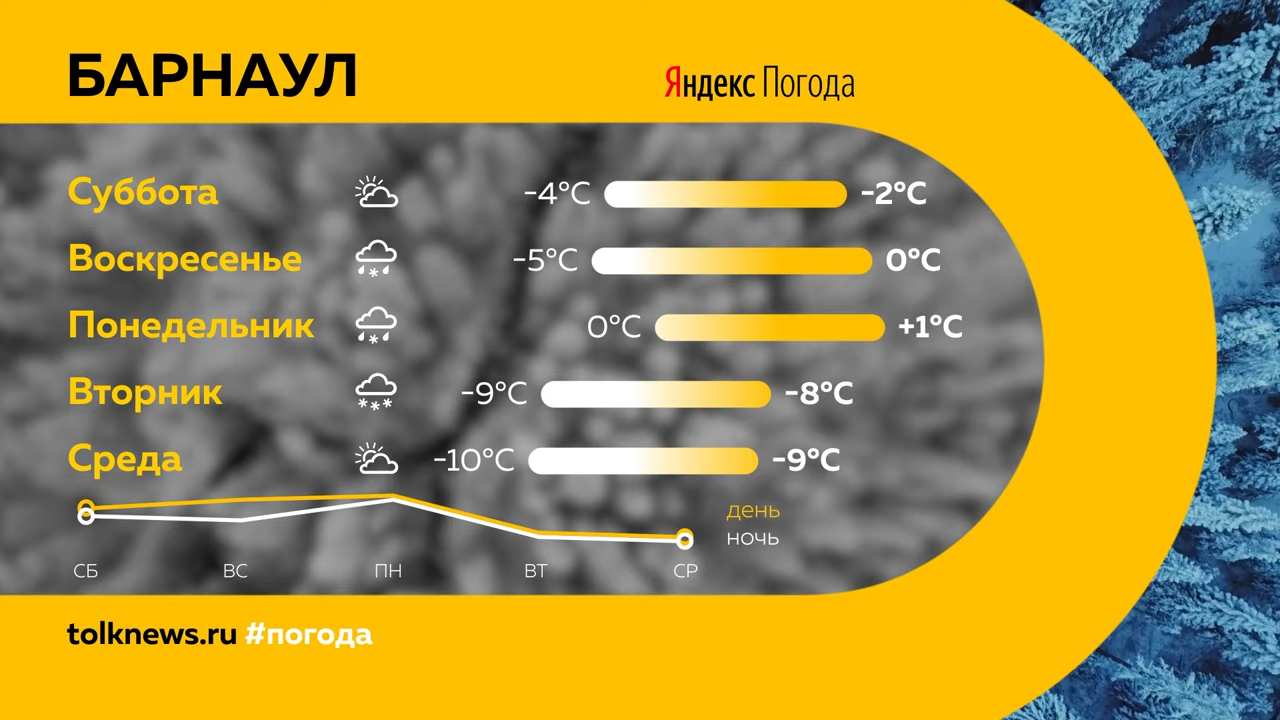 БАРНАУЛ
Яндекс Погода
Суббота -4°C -2°C
Воскресенье -5°C 0°C
Понедельник 0°C +1°C
Вторник -9°C -8°C
Среда -10°C -9°C
день
ночь
СБ ВС ПН ВТ СР
tolknews.ru #погода